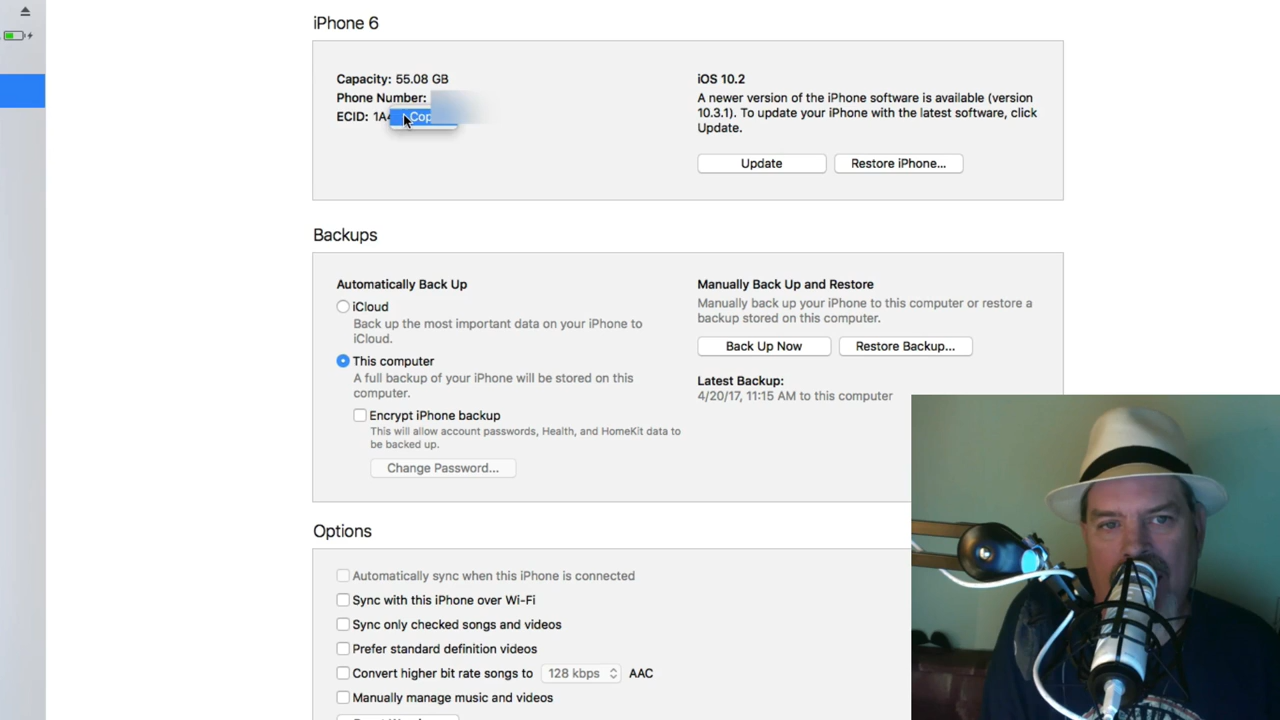 iPhone 6
Capacity: 55.08 GB
Phone Number:
ECID: 1A4
Cop
iOS 10.2
A newer version of the iPhone software is available (version
10.3.1). To update your iPhone with the latest software, click
Update.
Update
Restore iPhone...
Backups
Automatically Back Up
iCloud
Back up the most important data on your iPhone to
iCloud.
This computer
A full backup of your iPhone will be stored on this
computer.
Encrypt iPhone backup
This will allow account passwords, Health, and HomeKit data to
be backed up.
Change Password...
Manually Back Up and Restore
Manually back up your iPhone to this computer or restore a
backup stored on this computer.
Back Up Now
Restore Backup...
Latest Backup:
4/20/17, 11:15 AM to this computer
Options
Automatically sync when this iPhone is connected
Sync with this iPhone over Wi-Fi
Sync only checked songs and videos
Prefer standard definition videos
Convert higher bit rate songs to 128 kbps AAC
Manually manage music and videos